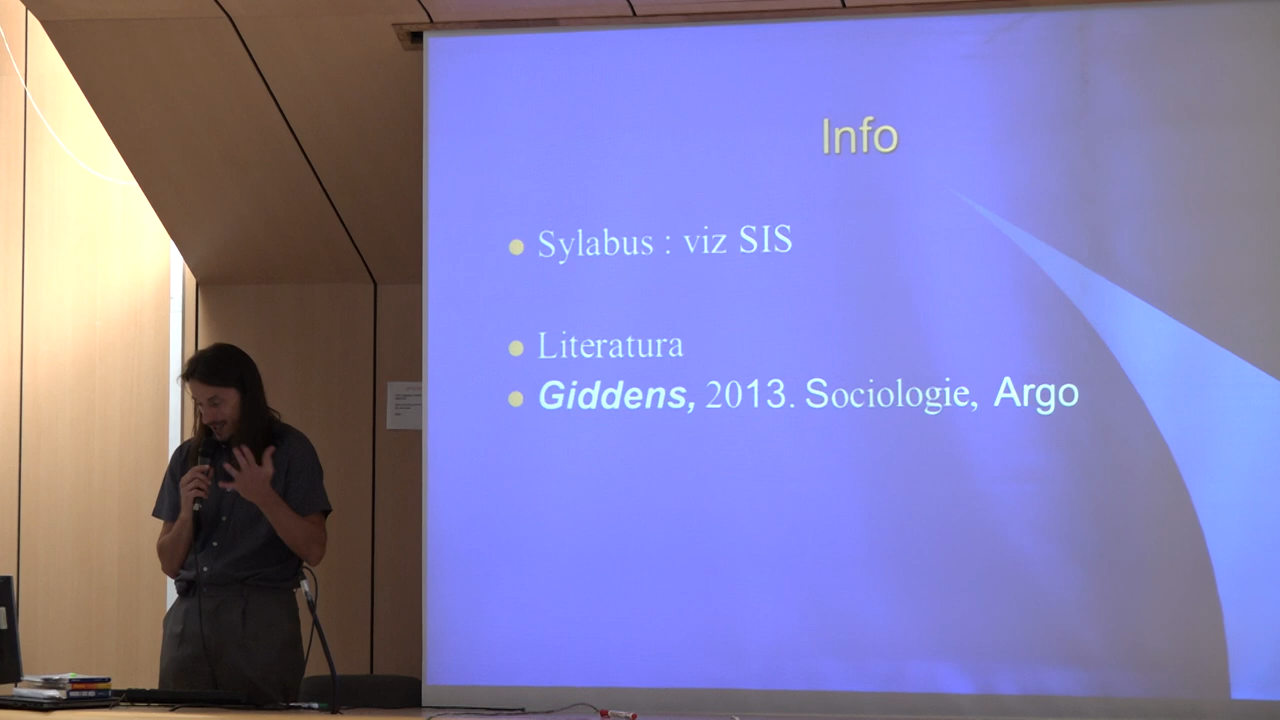 Info
Sylabus : viz SIS
Literatura
Giddens, 2013. Sociologie, Argo